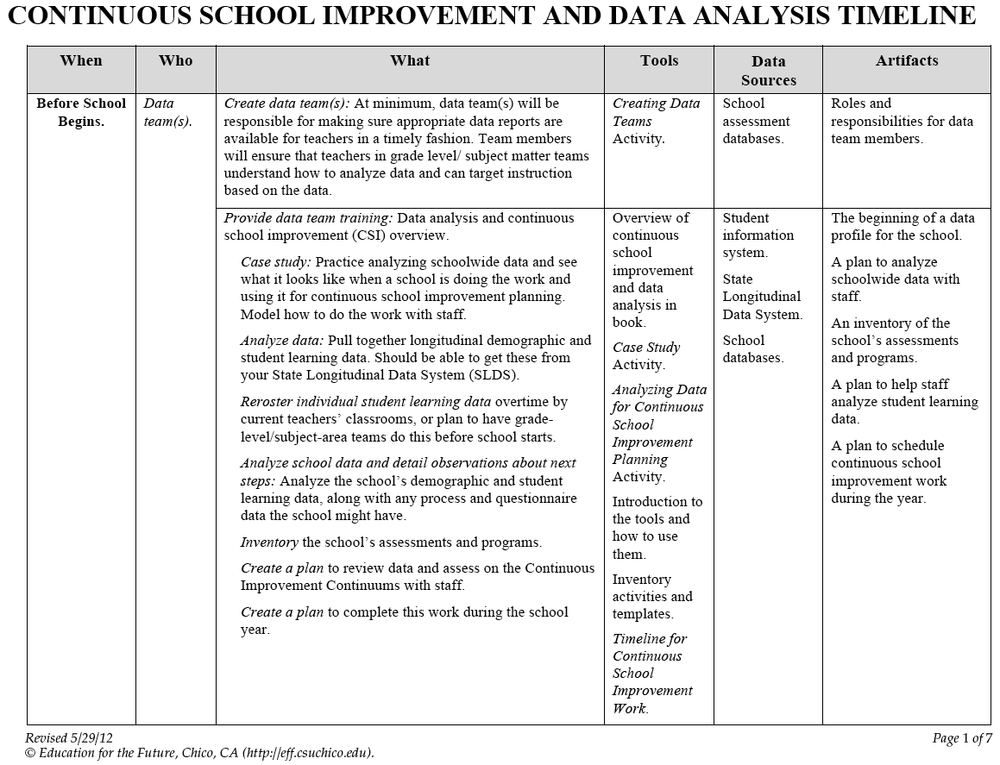 CONTINUOUS SCHOOL IMPROVEMENT AND DATA ANALYSIS TIMELINE
When
Who
What
Tools
Data
Sources
Artifacts
Before School
Begins.
Data
team(s).
Create data team(s): At minimum, data team(s) will be
responsible for making sure appropriate data reports are
available for teachers in a timely fashion. Team members
will ensure that teachers in grade level/ subject matter teams
understand how to analyze data and can target instruction
based on the data.
Creating Data
Teams
Activity.
School
assessment
databases.
Roles and
responsibilities for data
team members.
Provide data team training: Data analysis and continuous
school improvement (CSI) overview.
Case study: Practice analyzing schoolwide data and see
what it looks like when a school is doing the work and
using it for continuous school improvement planning.
Model how to do the work with staff.
Analyze data: Pull together longitudinal demographic and
student learning data. Should be able to get these from
your State Longitudinal Data System (SLDS).
Reroster individual student learning data overtime by
current teachers’ classrooms, or plan to have grade-
level/subject-area teams do this before school starts.
Analyze school data and detail observations about next
steps: Analyze the school’s demographic and student
learning data, along with any process and questionnaire
data the school might have.
Inventory the school’s assessments and programs.
Create a plan to review data and assess on the Continuous
Improvement Continuums with staff.
Create a plan to complete this work during the school
year.
Overview of
continuous
school
improvement
and data
analysis in
book.
Case Study
Activity.
Analyzing Data
for Continuous
School
Improvement
Planning
Activity.
Introduction to
the tools and
how to use
them.
Inventory
activities and
templates.
Timeline for
Continuous
School
Improvement
Work.
Student
information
system.
State
Longitudinal
Data System.
School
databases.
The beginning of a data
profile for the school.
A plan to analyze
schoolwide data with
staff.
An inventory of the
school’s assessments
and programs.
A plan to help staff
analyze student learning
data.
A plan to schedule
continuous school
improvement work
during the year.
Revised 5/29/12
© Education for the Future, Chico, CA (http://eff.csuchico.edu).
Page 1 of 7